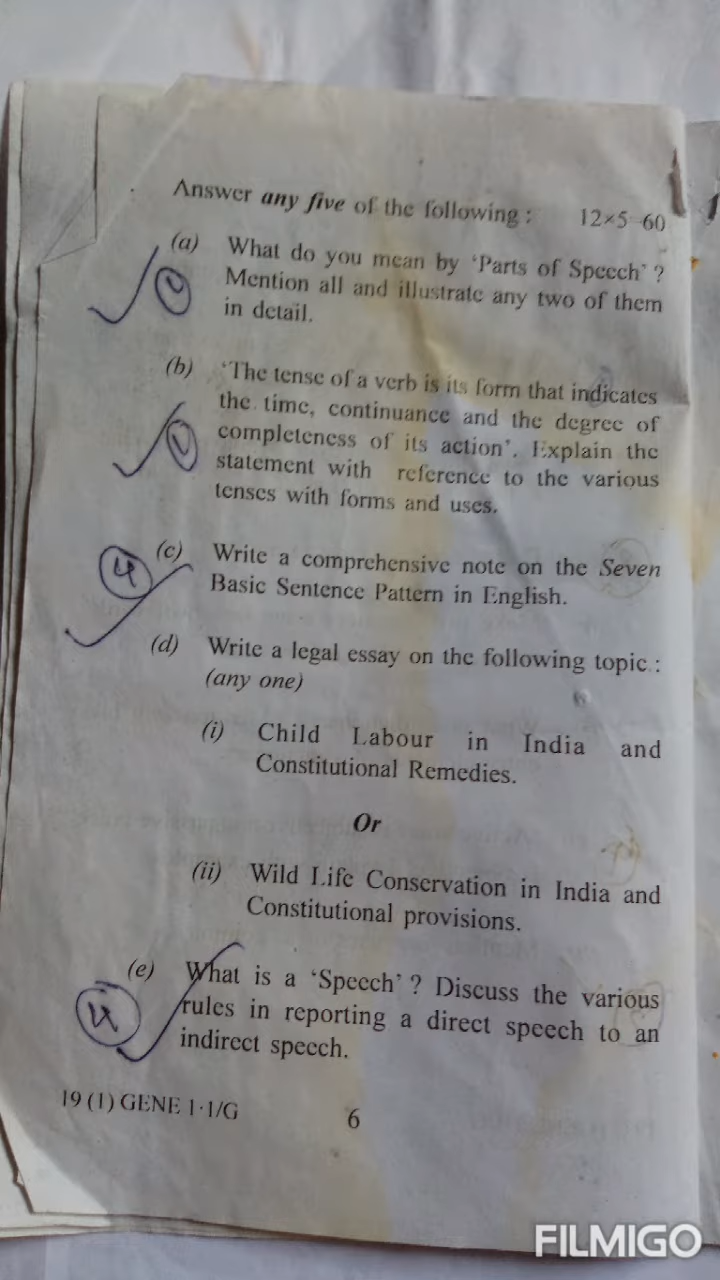 Answer any five of the following : 12×5=60
(a) What do you mean by 'Parts of Speech' ?
Mention all and illustrate any two of them
in detail.
(b) 'The tense of a verb is its form that indicates
the time, continuance and the degree of
completeness of its action'. Explain the
statement with reference to the various
tenses with forms and uses.
(c) Write a comprehensive note on the Seven
Basic Sentence Pattern in English.
(d) Write a legal essay on the following topic :
(any one)
(i) Child Labour in India and
Constitutional Remedies.
Or
(ii) Wild Life Conservation in India and
Constitutional provisions.
(e) What is a 'Speech' ? Discuss the various
rules in reporting a direct speech to an
indirect speech.
19 (1) GENE 1·1/G 6
FILMIGO